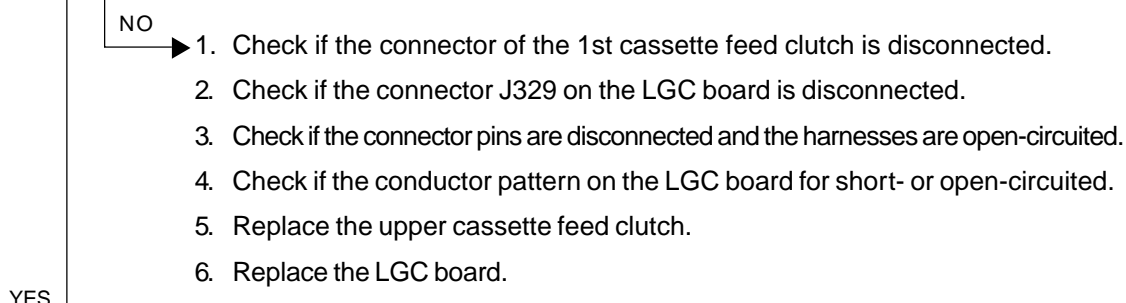 NO
1. Check if the connector of the 1st cassette feed clutch is disconnected.
2. Check if the connector J329 on the LGC board is disconnected.
3. Check if the connector pins are disconnected and the harnesses are open-circuited.
4. Check if the conductor pattern on the LGC board for short- or open-circuited.
5. Replace the upper cassette feed clutch.
6. Replace the LGC board.
YES